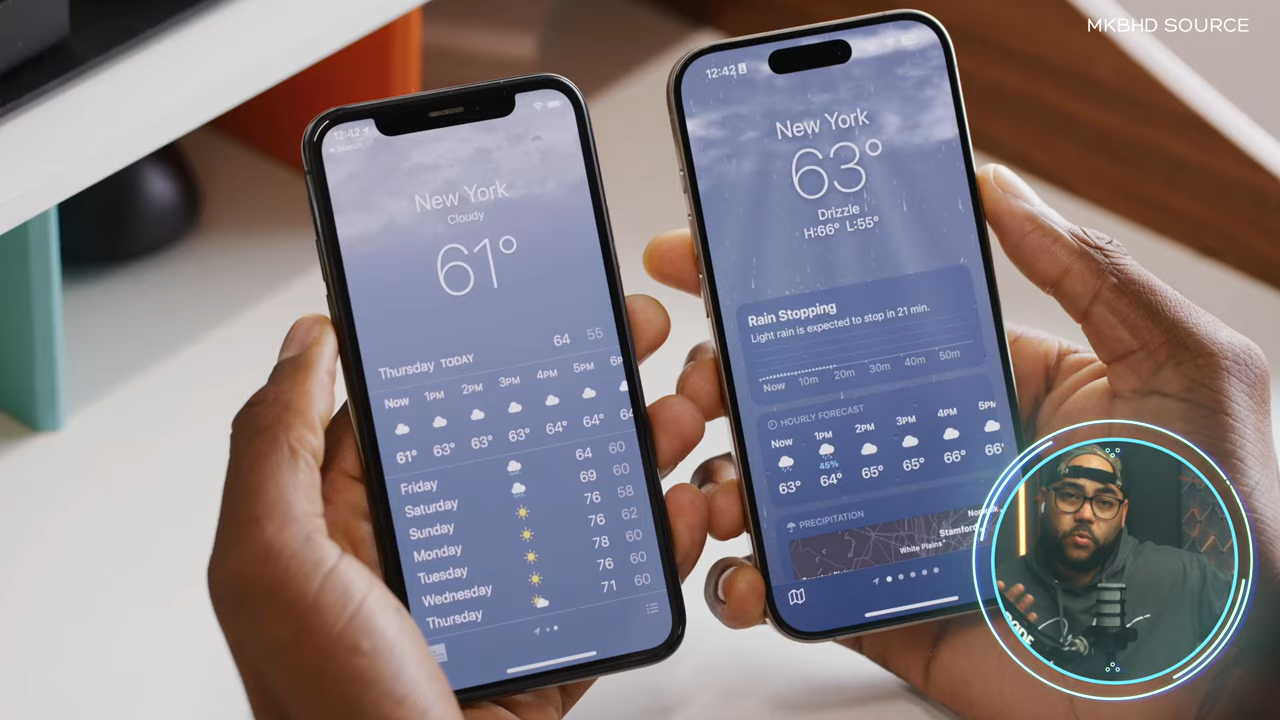 MKBHD SOURCE
12:42
Search
New York
Cloudy
61°
Thursday TODAY 64 55
Now 1PM 2PM 3PM 4PM 5PM
61° 63° 63° 63° 64° 64°
Friday 64 60
Saturday 69 60
Sunday 76 58
Monday 76 62
Tuesday 78 60
Wednesday 76 60
Thursday 71 60
12:42
New York
63°
Drizzle
H:66° L:55°
Rain Stopping
Light rain is expected to stop in 21 min.
Now 10m 20m 30m 40m 50m
HOURLY FORECAST
Now 1PM 2PM 3PM 4PM 5PM
45%
63° 64° 65° 65° 66° 66°
PRECIPITATION
Norwalk
Stamford
White Plains